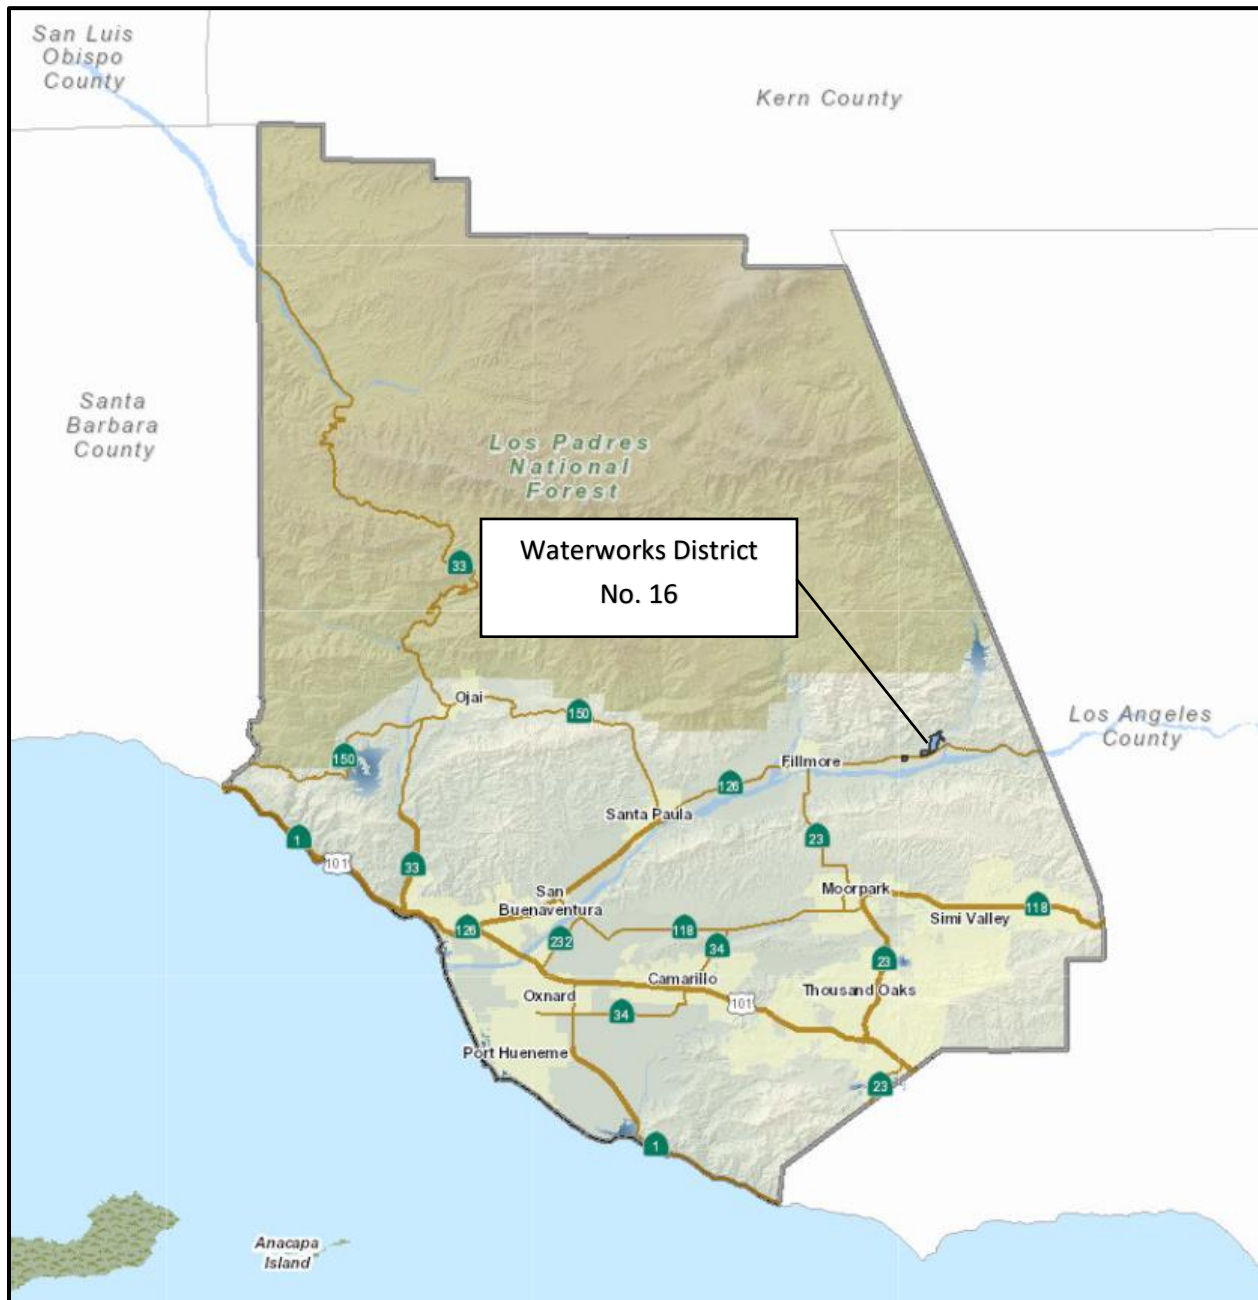 San Luis
Obispo
County
Kern County
Santa
Barbara
County
Los Padres
National
Forest
Waterworks District
No. 16
33
Ojai
150
150
Los Angeles
County
Fillmore
126
Santa Paula
1
101
33
23
San
Buenaventura
Moorpark
Simi Valley
118
126
232
118
34
23
Camarillo
Oxnard
101
Thousand Oaks
34
Port Hueneme
23
1
Anacapa
Island